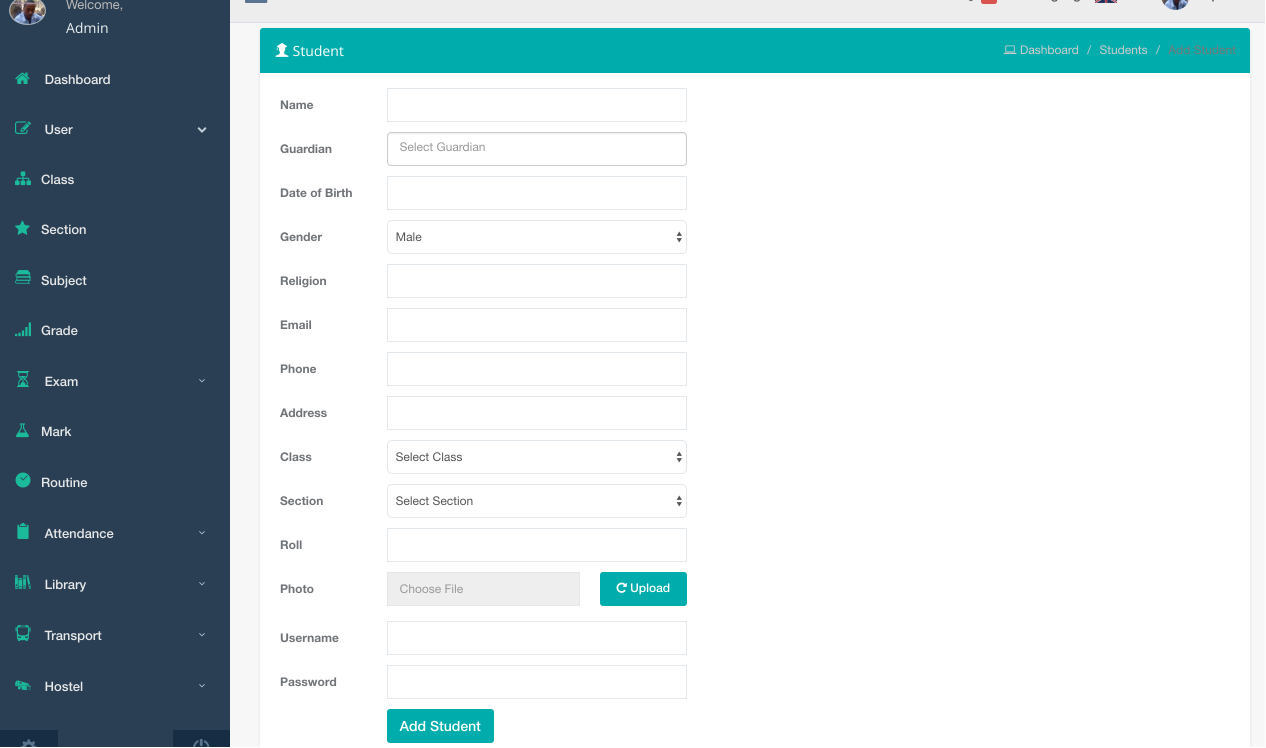 Welcome,
Admin
Dashboard
User
Class
Section
Subject
Grade
Exam
Mark
Routine
Attendance
Library
Transport
Hostel
Student
Dashboard / Students / Add Student
Name
Guardian Select Guardian
Date of Birth
Gender Male
Religion
Email
Phone
Address
Class Select Class
Section Select Section
Roll
Photo Choose File Upload
Username
Password
Add Student